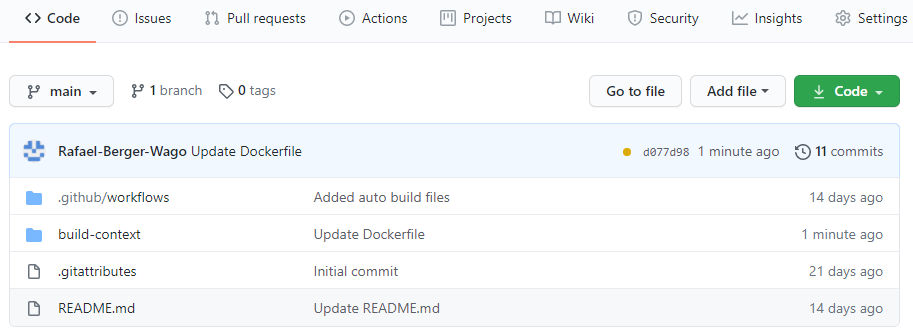 Code Issues Pull requests Actions Projects Wiki Security Insights Settings
main 1 branch 0 tags Go to file Add file Code
Rafael-Berger-Wago Update Dockerfile d077d98 1 minute ago 11 commits
.github/workflows Added auto build files 14 days ago
build-context Update Dockerfile 1 minute ago
.gitattributes Initial commit 21 days ago
README.md Update README.md 14 days ago